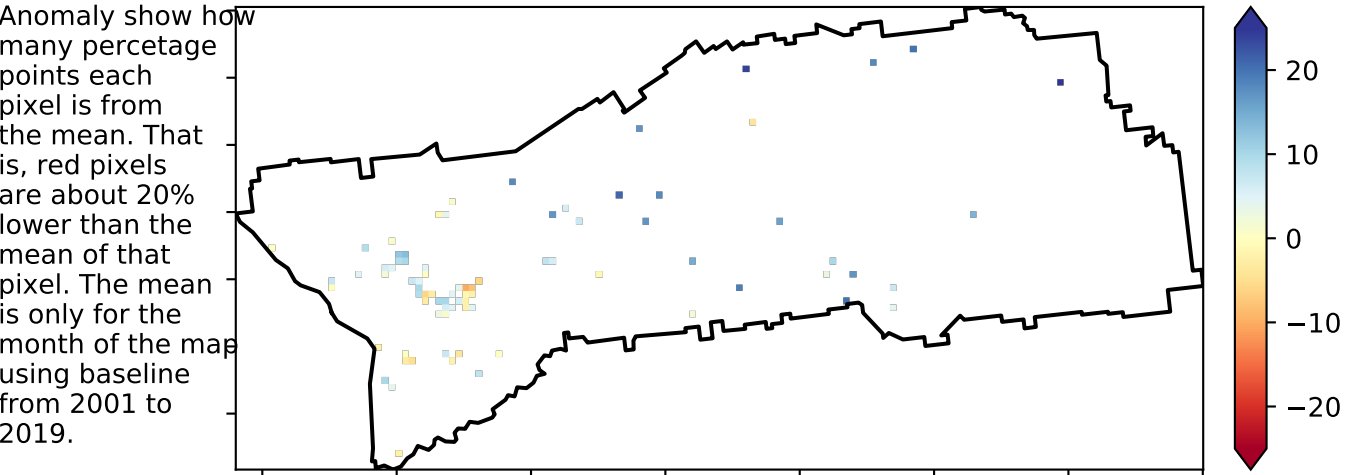 Anomaly show how
many percetage
points each
pixel is from
the mean. That
is, red pixels
are about 20%
lower than the
mean of that
pixel. The mean
is only for the
month of the map
using baseline
from 2001 to
2019.
20
10
0
−10
−20